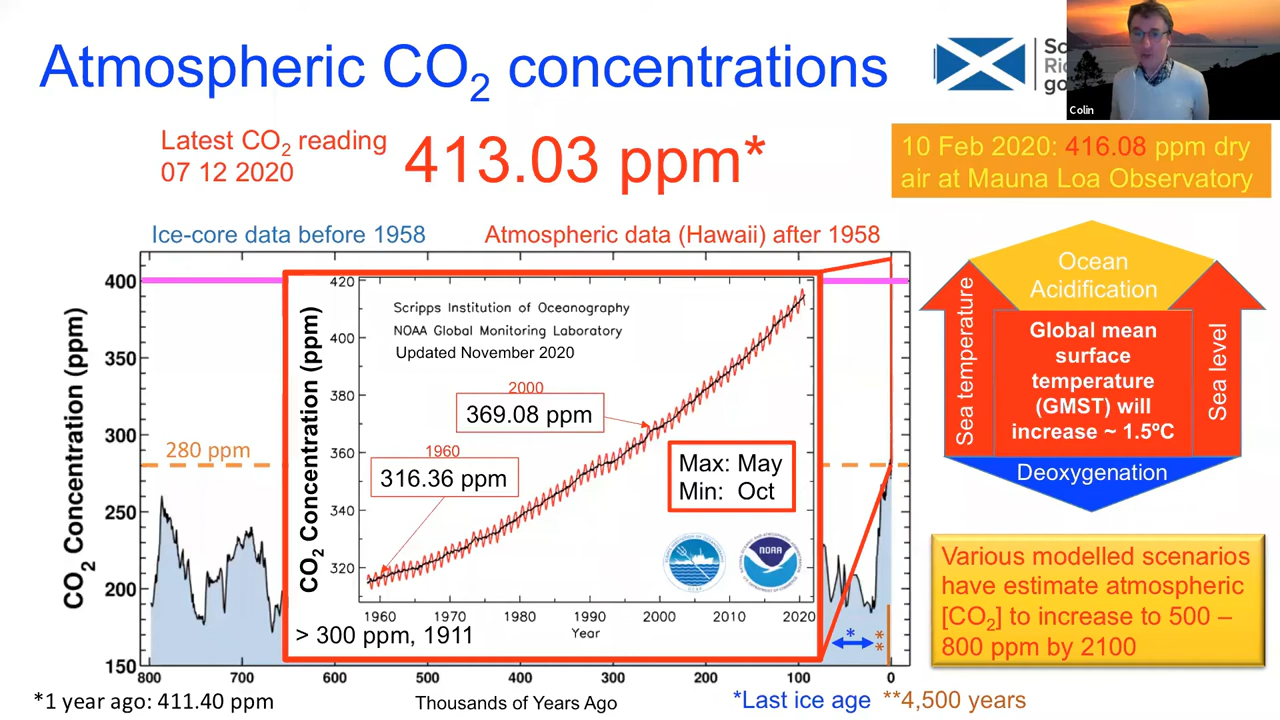 Atmospheric CO2 concentrations
Colin
Latest CO2 reading
07 12 2020
413.03 ppm*
10 Feb 2020: 416.08 ppm dry
air at Mauna Loa Observatory
Ice-core data before 1958
Atmospheric data (Hawaii) after 1958
CO2 Concentration (ppm)
400
350
300
250
200
150
280 ppm
800
700
600
500
400
300
200
100
0
Thousands of Years Ago
CO2 Concentration (ppm)
420
400
380
360
340
320
Scripps Institution of Oceanography
NOAA Global Monitoring Laboratory
Updated November 2020
2000
369.08 ppm
1960
316.36 ppm
Max: May
Min: Oct
NOAA
1960
1970
1980
1990
2000
2010
2020
Year
> 300 ppm, 1911
*
**
*1 year ago: 411.40 ppm
*Last ice age
**4,500 years
Ocean
Acidification
Sea temperature
Global mean
surface
temperature
(GMST) will
increase ~ 1.5ºC
Sea level
Deoxygenation
Various modelled scenarios
have estimate atmospheric
[CO2] to increase to 500 –
800 ppm by 2100